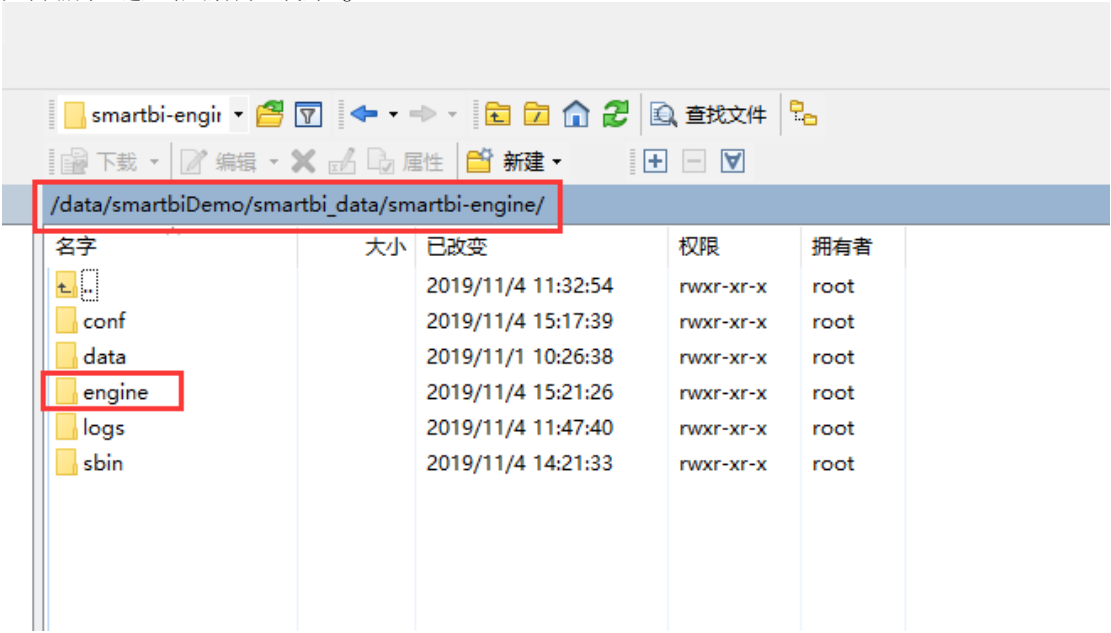 smartbi-engir
查找文件
下载 编辑 属性 新建
/data/smartbiDemo/smartbi_data/smartbi-engine/
名字 大小 已改变 权限 拥有者
.. 2019/11/4 11:32:54 rwxr-xr-x root
conf 2019/11/4 15:17:39 rwxr-xr-x root
data 2019/11/1 10:26:38 rwxr-xr-x root
engine 2019/11/4 15:21:26 rwxr-xr-x root
logs 2019/11/4 11:47:40 rwxr-xr-x root
sbin 2019/11/4 14:21:33 rwxr-xr-x root